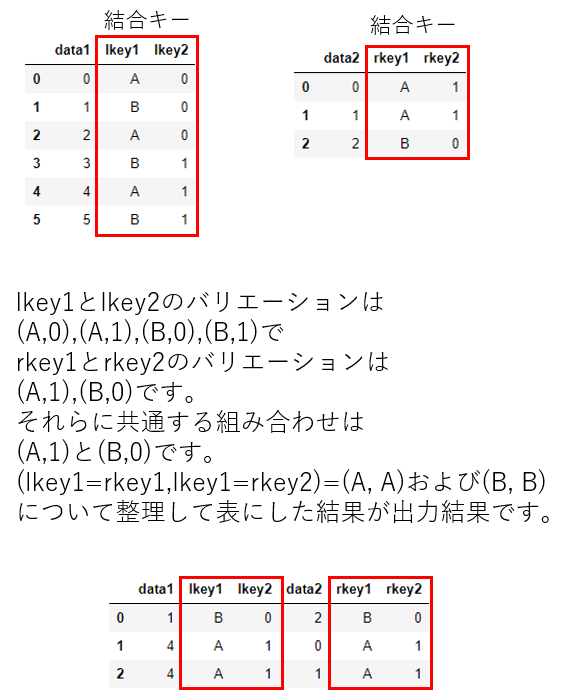 結合キー
結合キー
data1 lkey1 lkey2
0 0 A 0
1 1 B 0
2 2 A 0
3 3 B 1
4 4 A 1
5 5 B 1
data2 rkey1 rkey2
0 0 A 1
1 1 A 1
2 2 B 0
lkey1とlkey2のバリエーションは
(A,0),(A,1),(B,0),(B,1)で
rkey1とrkey2のバリエーションは
(A,1),(B,0)です。
それらに共通する組み合わせは
(A,1)と(B,0)です。
(lkey1=rkey1,lkey1=rkey2)=(A, A)および(B, B)
について整理して表にした結果が出力結果です。
data1 lkey1 lkey2 data2 rkey1 rkey2
0 1 B 0 2 B 0
1 4 A 1 0 A 1
2 4 A 1 1 A 1